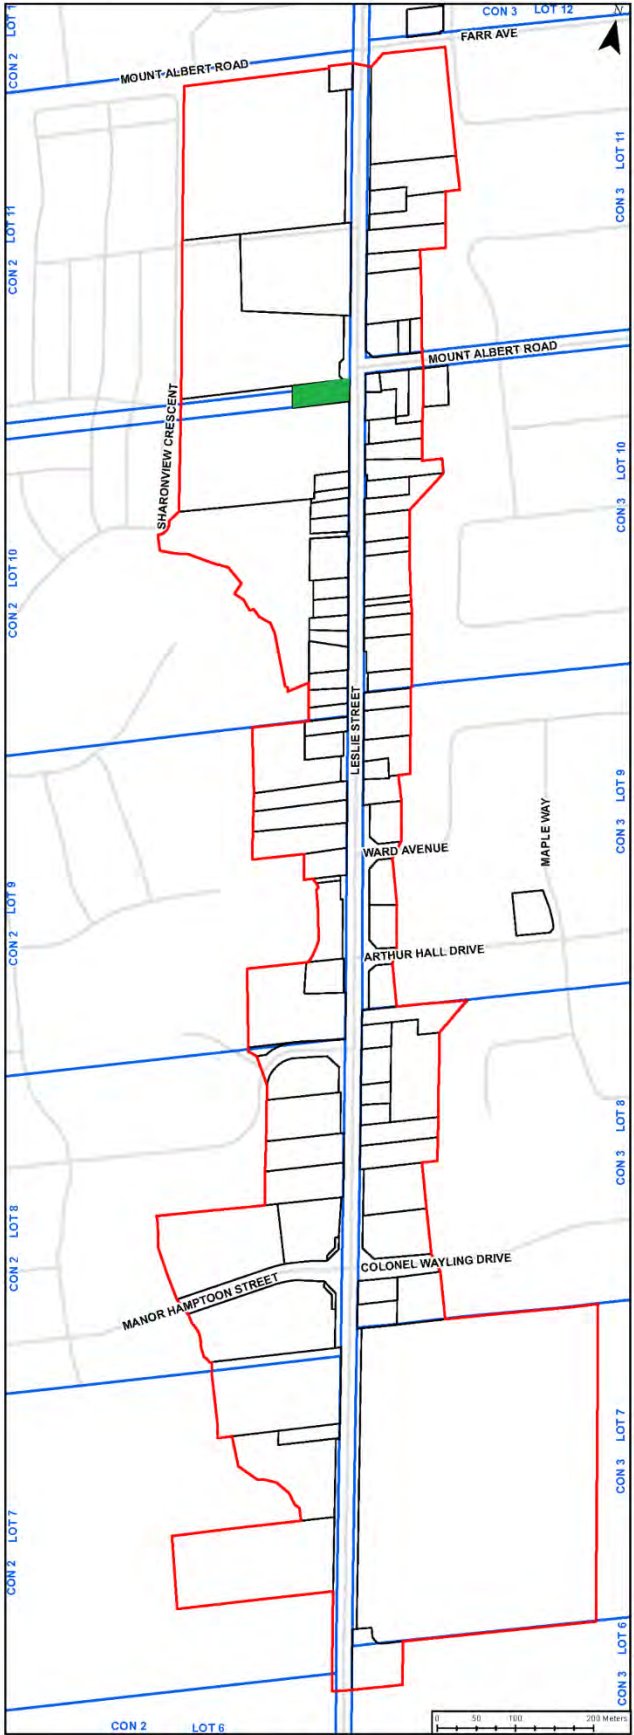 CON 3 LOT 12
N
FARR AVE
CON 2 LOT 1
MOUNT ALBERT ROAD
CON 3 LOT 11
CON 2 LOT 11
MOUNT ALBERT ROAD
SHARONVIEW CRESCENT
CON 3 LOT 10
CON 2 LOT 10
LESLIE STREET
CON 3 LOT 9
MAPLE WAY
WARD AVENUE
CON 2 LOT 9
ARTHUR HALL DRIVE
CON 3 LOT 8
CON 2 LOT 8
COLONEL WAYLING DRIVE
MANOR HAMPTOON STREET
CON 3 LOT 7
CON 2 LOT 7
CON 3 LOT 6
CON 2 LOT 6
0 50 100 200 Meters